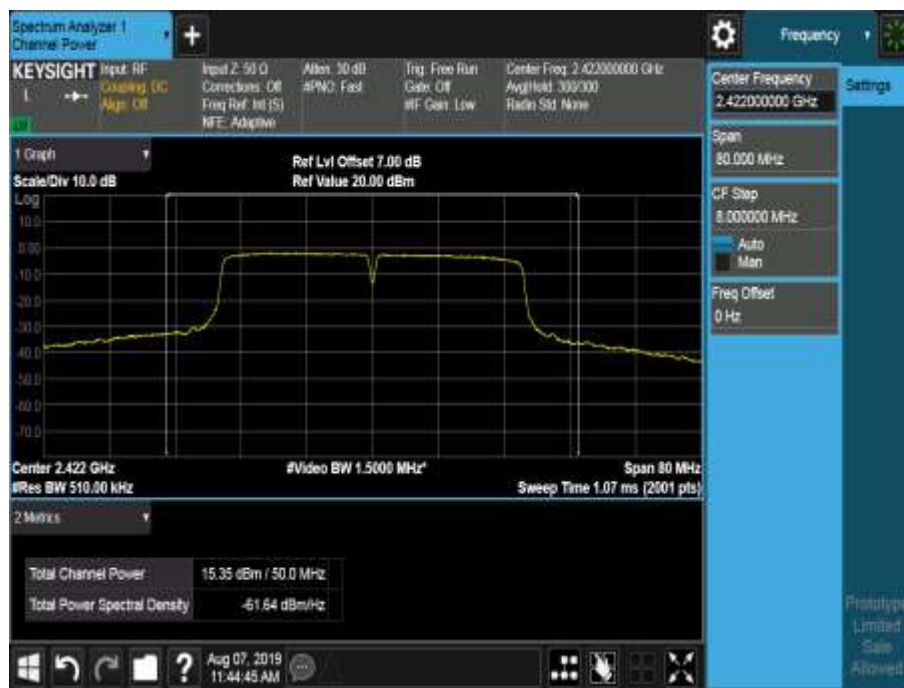 Spectrum Analyzer 1
Channel Power
Frequency
KEYSIGHT
L
Input: RF
Coupling: DC
Align: Off
Input Z: 50 Ω
Corrections: Off
Freq Ref: Int (S)
NFE: Adaptive
Atten: 30 dB
#PNO: Fast
Trig: Free Run
Gate: Off
#IF Gain: Low
Center Freq: 2.422000000 GHz
Avg|Hold: 300/300
Radio Std: None
Center Frequency
2.422000000 GHz
Settings
Span
80.000 MHz
CF Step
8.000000 MHz
Auto
Man
Freq Offset
0 Hz
1 Graph
Scale/Div 10.0 dB
Ref Lvl Offset 7.00 dB
Ref Value 20.00 dBm
Log
10.0
0.00
-10.0
-20.0
-30.0
-40.0
-50.0
-60.0
-70.0
Center 2.422 GHz
#Video BW 1.5000 MHz*
Span 80 MHz
#Res BW 510.00 kHz
Sweep Time 1.07 ms (2001 pts)
2 Metrics
Total Channel Power
15.35 dBm / 50.0 MHz
Total Power Spectral Density
-61.64 dBm/Hz
Prototype
Limited
Sale
Allowed
?
Aug 07, 2019
11:44:45 AM